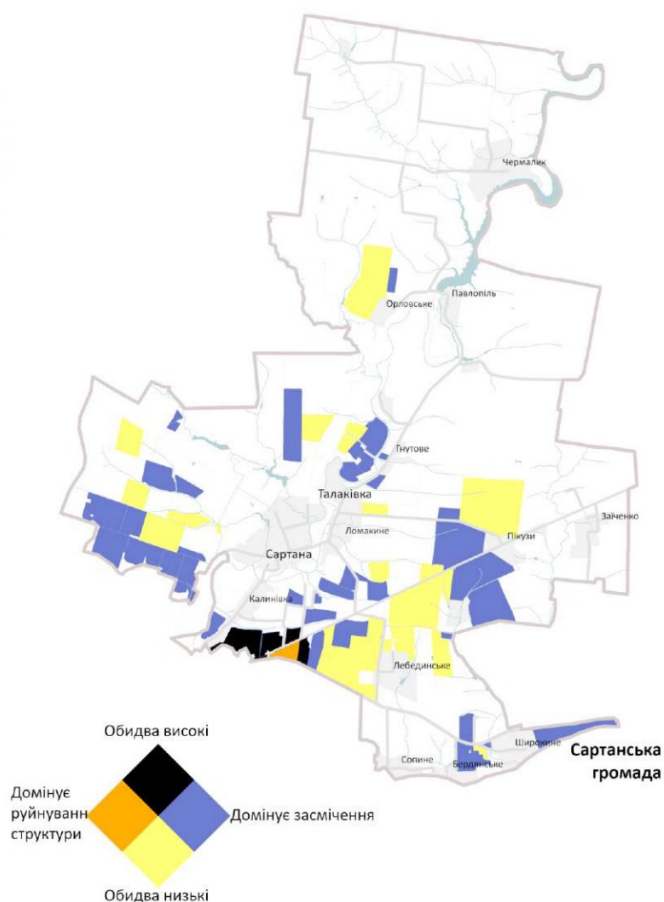 Чермалик
Павлопіль
Орловське
Гнутове
Талаківка
Ломакине
Заїченко
Пікузи
Сартана
Калинівка
Лебединське
Широкине
Сопине
Бердянське
Сартанська
громада
Обидва високі
Домінує
руйнуванн
структури
Домінує засмічення
Обидва низькі